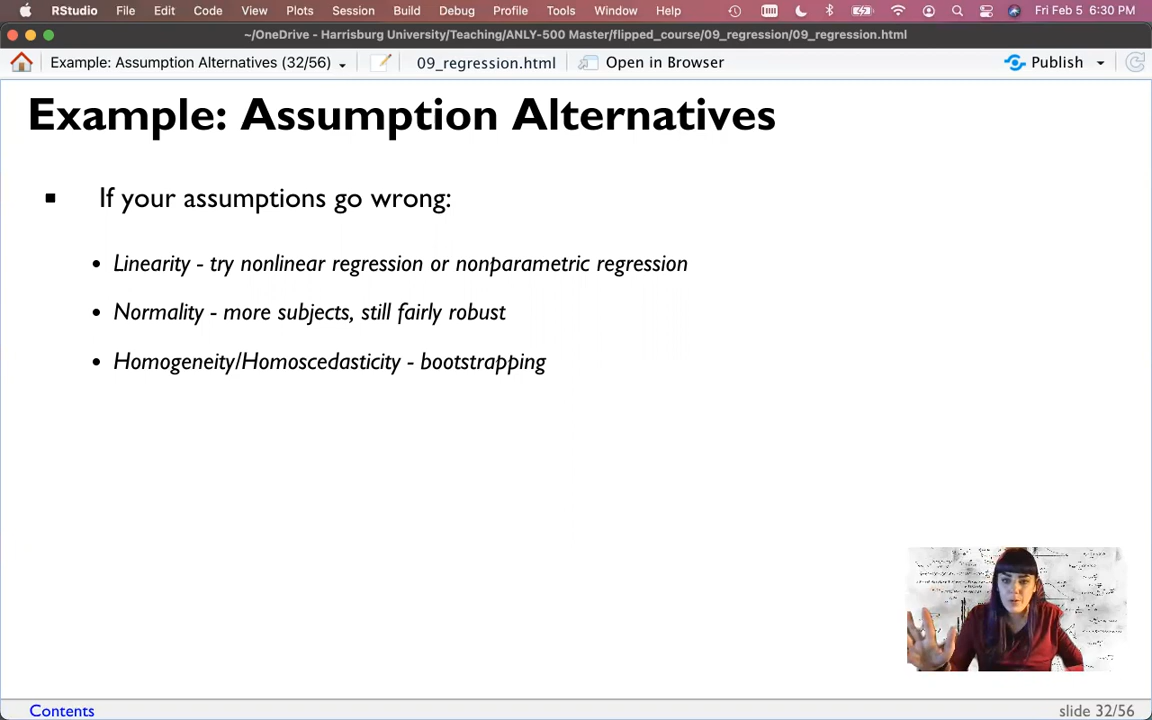 RStudio File Edit Code View Plots Session Build Debug Profile Tools Window Help Fri Feb 5 6:30 PM
~/OneDrive - Harrisburg University/Teaching/ANLY-500 Master/flipped_course/09_regression/09_regression.html
Example: Assumption Alternatives (32/56) 09_regression.html Open in Browser Publish
Example: Assumption Alternatives
If your assumptions go wrong:
Linearity - try nonlinear regression or nonparametric regression
Normality - more subjects, still fairly robust
Homogeneity/Homoscedasticity - bootstrapping
Contents slide 32/56